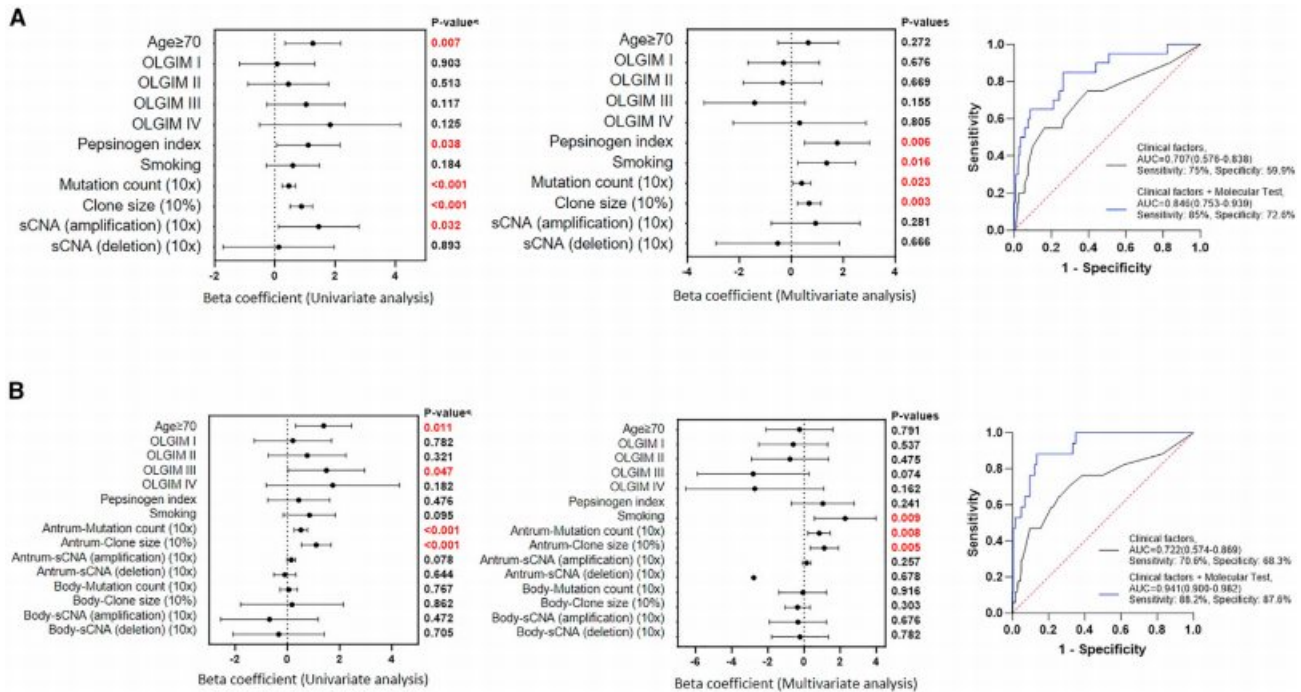 A
P-values
Age≥70 0.007
OLGIM I 0.903
OLGIM II 0.513
OLGIM III 0.117
OLGIM IV 0.125
Pepsinogen index 0.038
Smoking 0.184
Mutation count (10x) <0.001
Clone size (10%) <0.001
sCNA (amplification) (10x) 0.032
sCNA (deletion) (10x) 0.893
-2 0 2 4
Beta coefficient (Univariate analysis)
P-values
Age≥70 0.272
OLGIM I 0.676
OLGIM II 0.669
OLGIM III 0.155
OLGIM IV 0.805
Pepsinogen index 0.006
Smoking 0.016
Mutation count (10x) 0.023
Clone size (10%) 0.003
sCNA (amplification) (10x) 0.281
sCNA (deletion) (10x) 0.666
-4 -2 0 2 4
Beta coefficient (Multivariate analysis)
Sensitivity
1.0
0.8
0.6
0.4
0.2
0.0
Clinical factors,
AUC=0.707(0.576-0.838)
Sensitivity: 75%, Specificity: 59.9%
Clinical factors + Molecular Test,
AUC=0.846(0.753-0.939)
Sensitivity: 85%, Specificity: 72.6%
0.0 0.2 0.4 0.6 0.8 1.0
1 - Specificity
B
P-values
Age≥70 0.011
OLGIM I 0.782
OLGIM II 0.321
OLGIM III 0.047
OLGIM IV 0.182
Pepsinogen index 0.476
Smoking 0.095
Antrum-Mutation count (10x) <0.001
Antrum-Clone size (10%) <0.001
Antrum-sCNA (amplification) (10x) 0.078
Antrum-sCNA (deletion) (10x) 0.644
Body-Mutation count (10x) 0.767
Body-Clone size (10%) 0.862
Body-sCNA (amplification) (10x) 0.472
Body-sCNA (deletion) (10x) 0.705
-2 0 2 4
Beta coefficient (Univariate analysis)
P-values
Age≥70 0.791
OLGIM I 0.537
OLGIM II 0.475
OLGIM III 0.074
OLGIM IV 0.162
Pepsinogen index 0.241
Smoking 0.009
Antrum-Mutation count (10x) 0.008
Antrum-Clone size (10%) 0.005
Antrum-sCNA (amplification) (10x) 0.257
Antrum-sCNA (deletion) (10x) 0.678
Body-Mutation count (10x) 0.916
Body-Clone size (10%) 0.303
Body-sCNA (amplification) (10x) 0.676
Body-sCNA (deletion) (10x) 0.782
-6 -4 -2 0 2 4
Beta coefficient (Multivariate analysis)
Sensitivity
1.0
0.8
0.6
0.4
0.2
0.0
Clinical factors,
AUC=0.722(0.574-0.869)
Sensitivity: 70.6%, Specificity: 68.3%
Clinical factors + Molecular Test,
AUC=0.941(0.900-0.982)
Sensitivity: 88.2%, Specificity: 87.6%
0.0 0.2 0.4 0.6 0.8 1.0
1 - Specificity